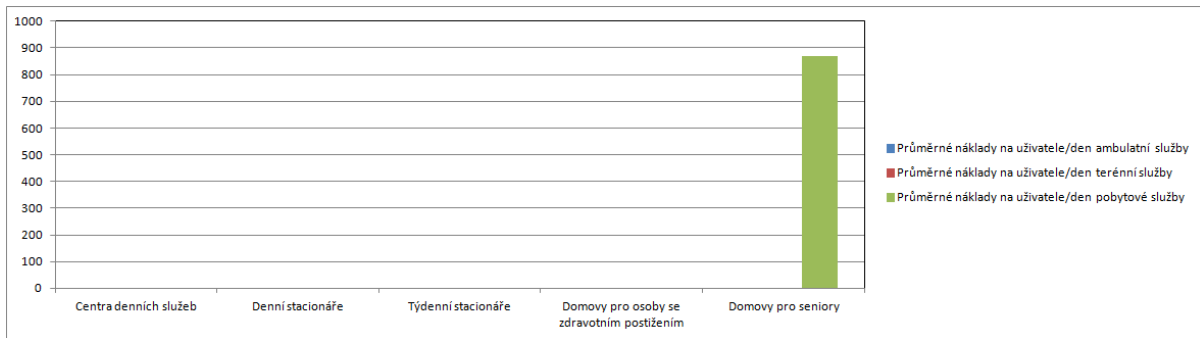 1000
900
800
700
600
500
400
300
200
100
0
Centra denních služeb
Denní stacionáře
Týdenní stacionáře
Domovy pro osoby se
zdravotním postižením
Domovy pro seniory
Průměrné náklady na uživatele/den ambulatní služby
Průměrné náklady na uživatele/den terénní služby
Průměrné náklady na uživatele/den pobytové služby